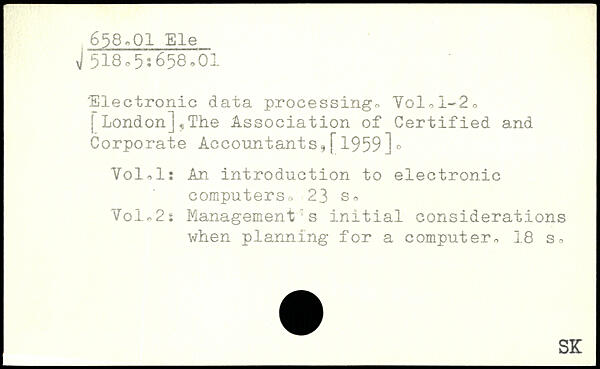 658.01 Ele
√518.5:658.01
Electronic data processing. Vol.1-2.
[London],The Association of Certified and
Corporate Accountants,[1959].
Vol.1: An introduction to electronic
computers. 23 s.
Vol.2: Management's initial considerations
when planning for a computer. 18 s.
SK